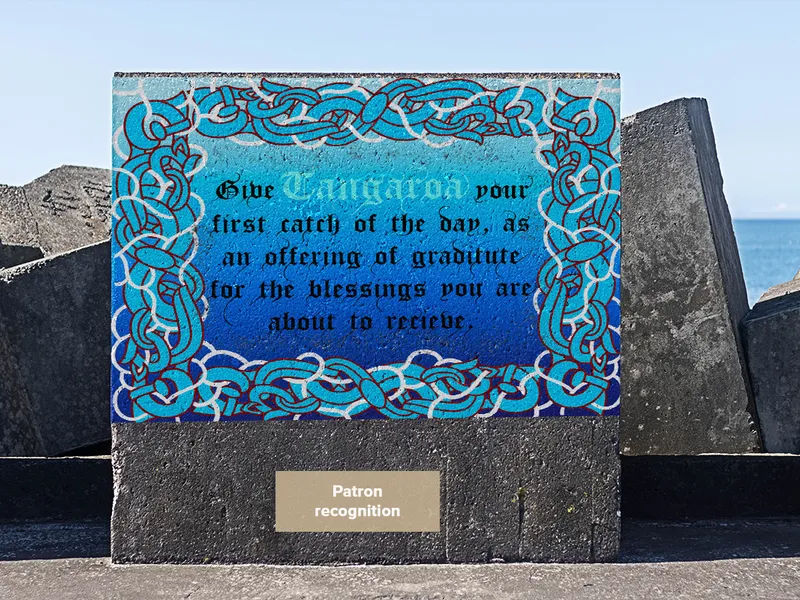 Give Tangaroa your
first catch of the day, as
an offering of graditute
for the blessings you are
about to recieve.
Patron
recognition